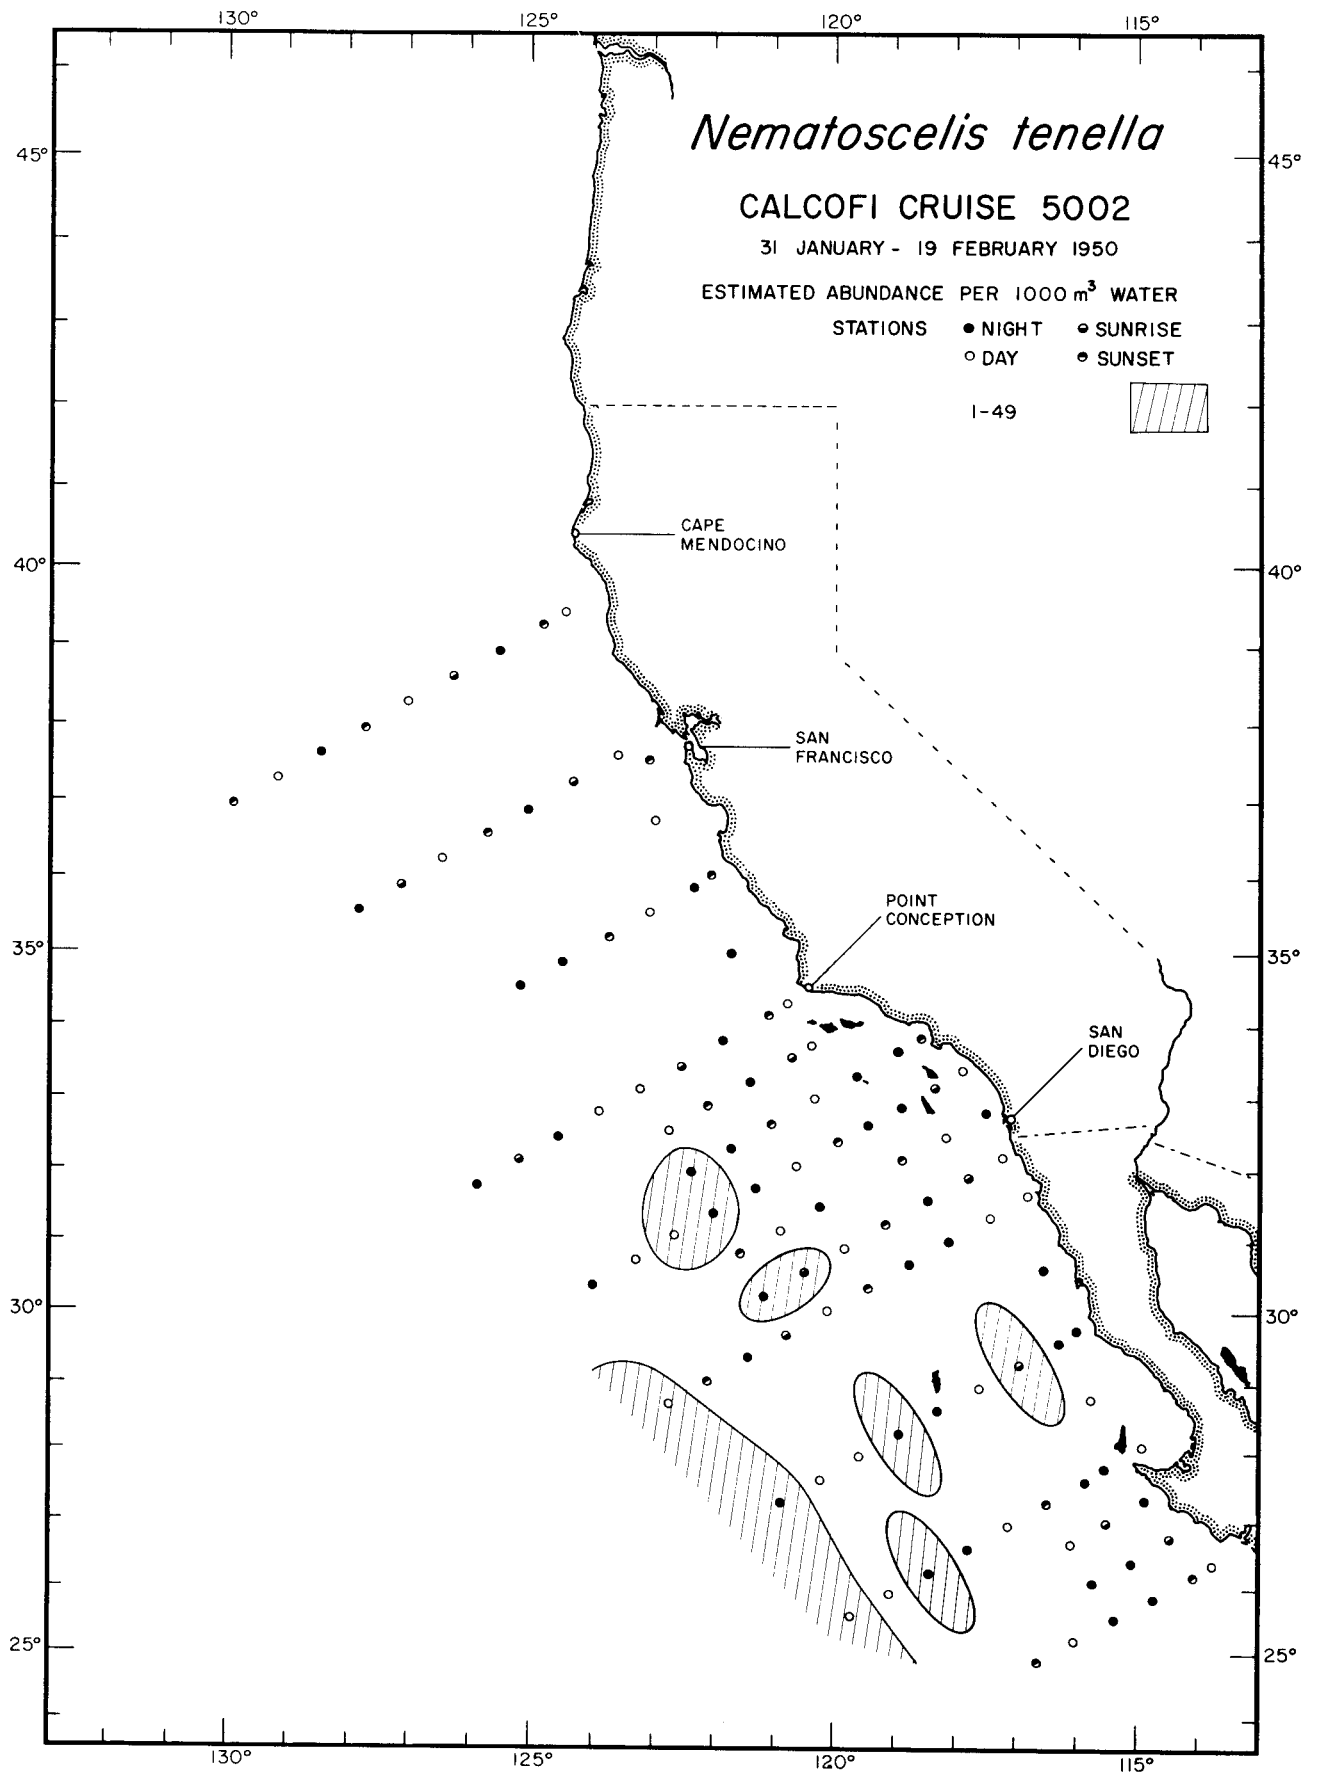 130° 125° 120° 115°
Nematoscelis tenella
45° 45°
CALCOFI CRUISE 5002
31 JANUARY - 19 FEBRUARY 1950
ESTIMATED ABUNDANCE PER 1000 m³ WATER
STATIONS ● NIGHT ◒ SUNRISE
○ DAY ◓ SUNSET
1-49
CAPE
MENDOCINO
40° 40°
SAN
FRANCISCO
POINT
CONCEPTION
35° 35°
SAN
DIEGO
30° 30°
25° 25°
130° 125° 120° 115°